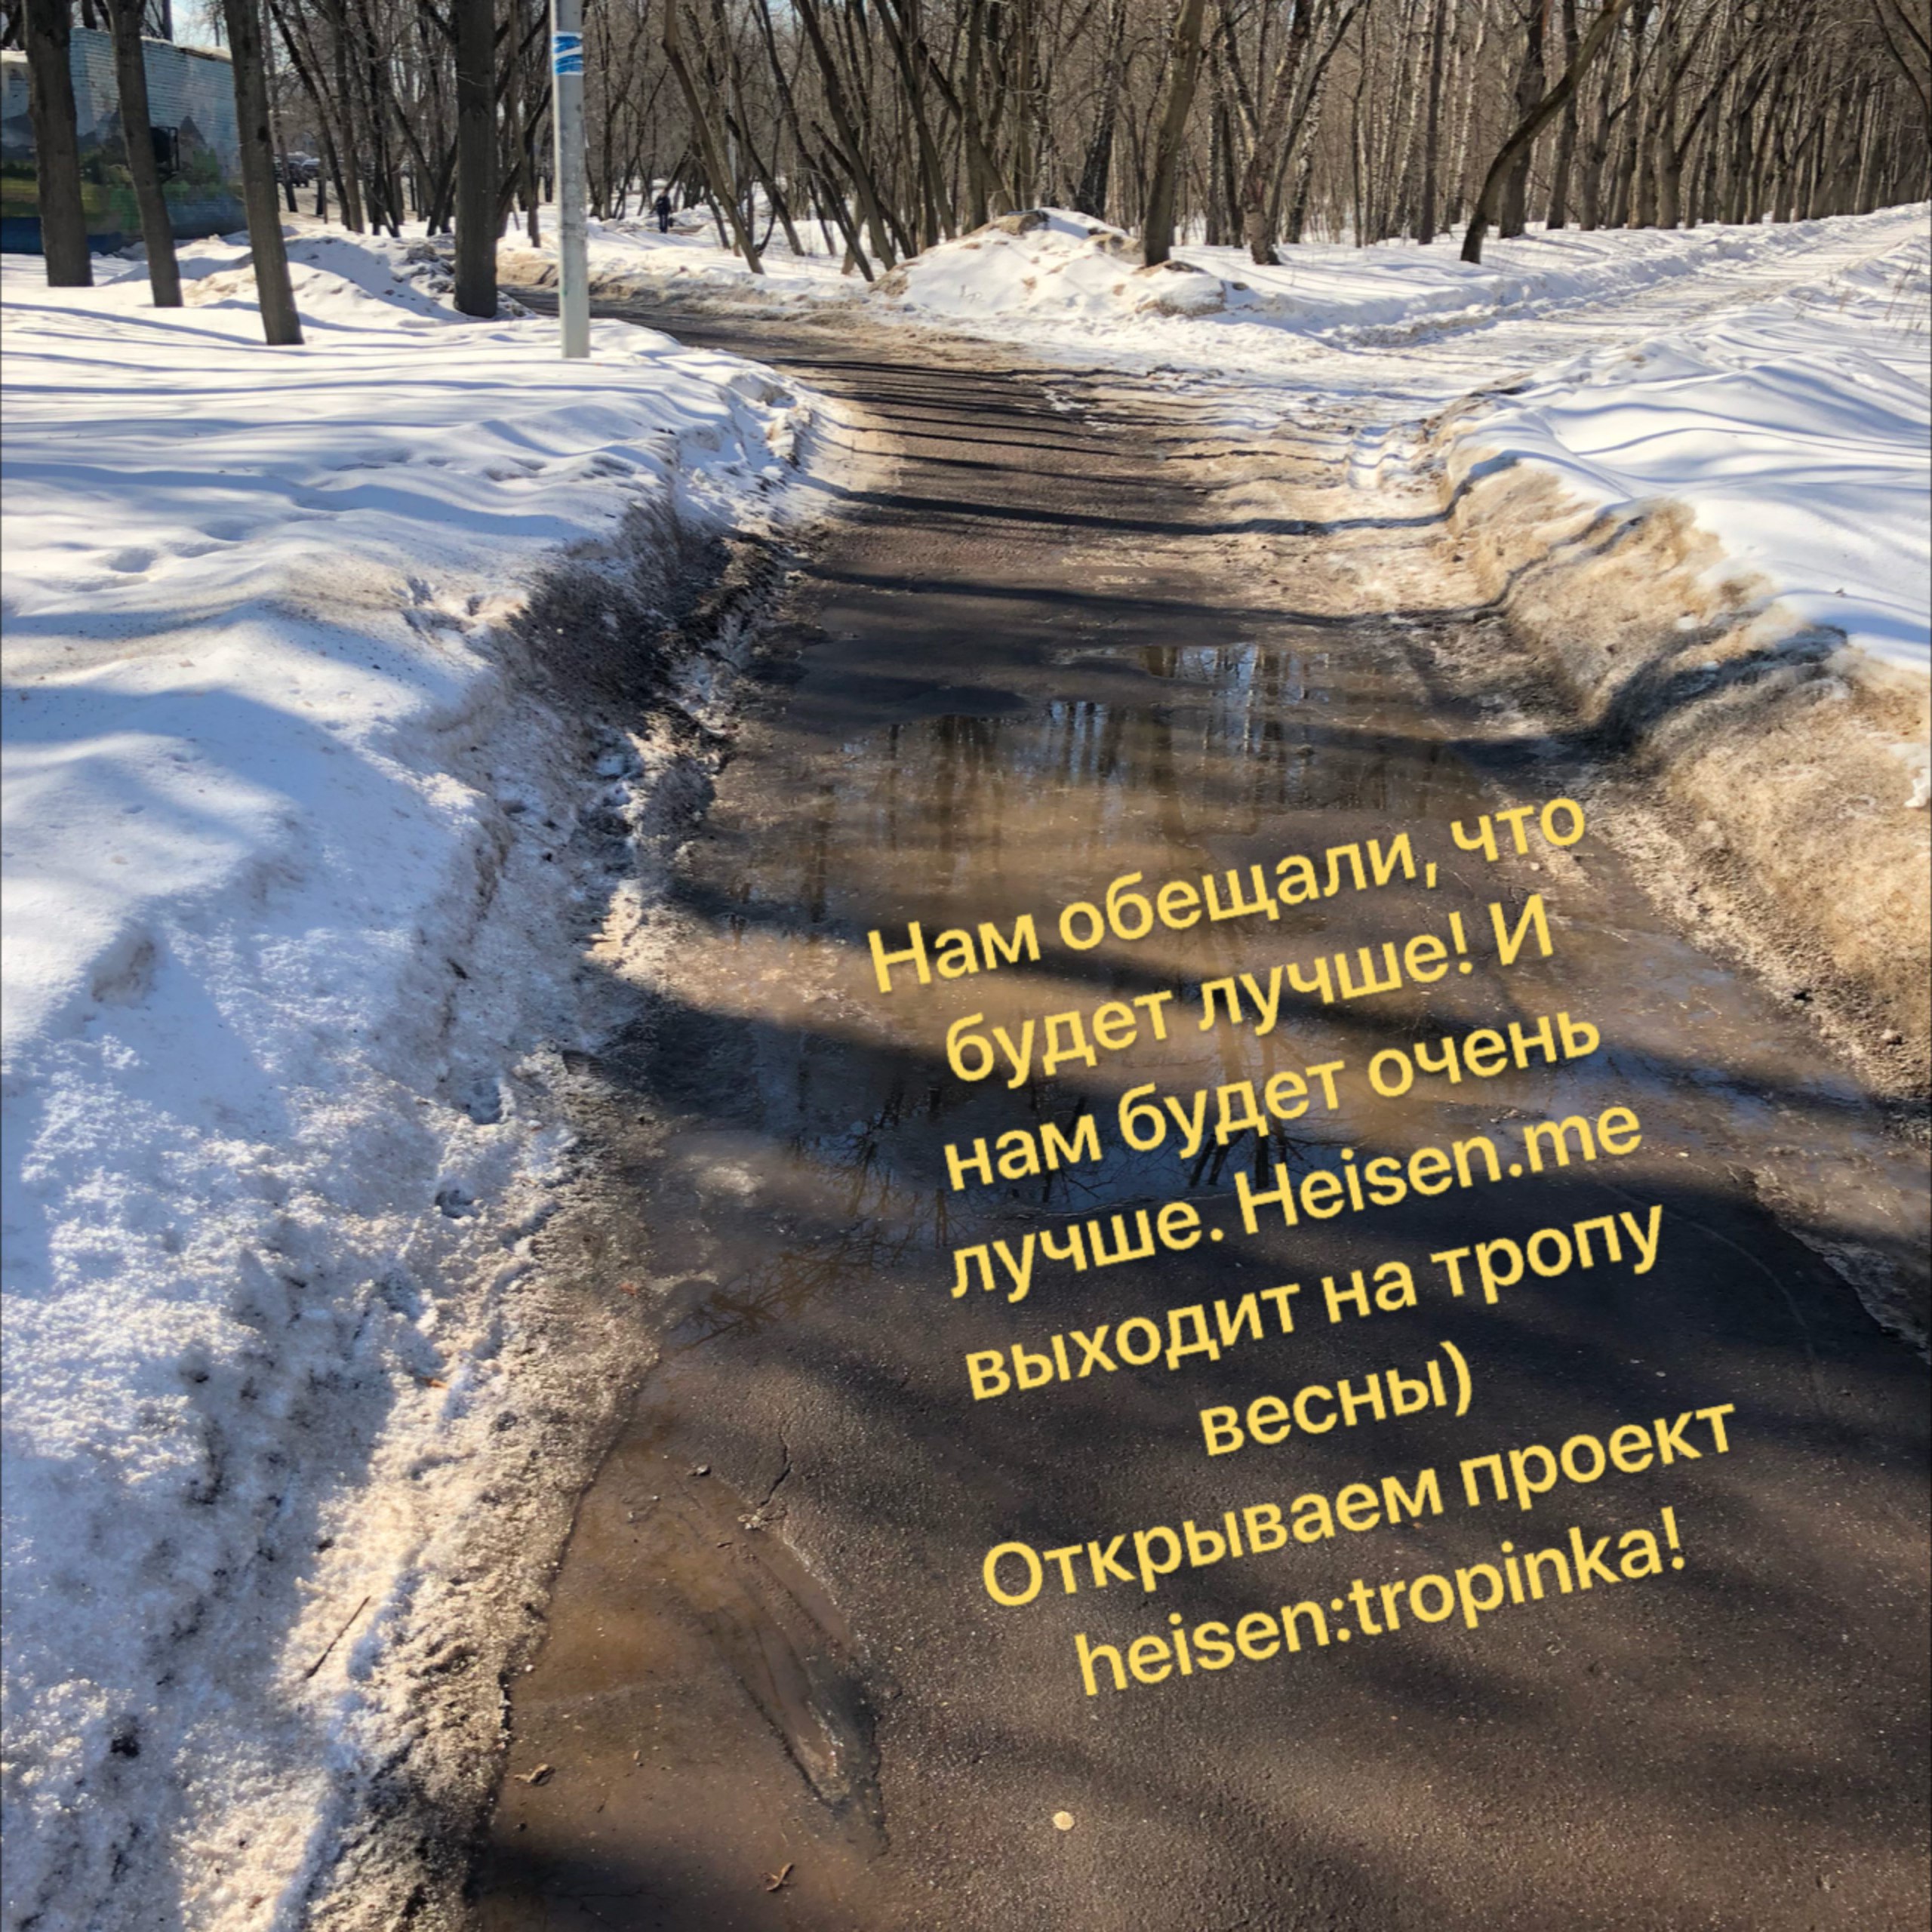 Нам обещали, что
будет лучше! И
нам будет очень
лучше. Heisen.me
выходит на тропу
весны)
Открываем проект
heisen:tropinka!